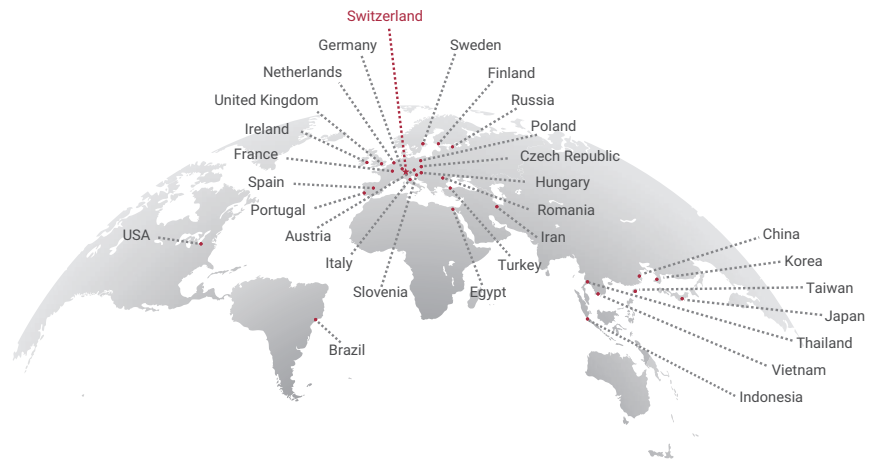 Switzerland
Germany
Sweden
Netherlands
Finland
United Kingdom
Russia
Ireland
Poland
France
Czech Republic
Spain
Hungary
Portugal
Romania
USA
Austria
Iran
China
Italy
Turkey
Korea
Slovenia
Egypt
Taiwan
Japan
Brazil
Thailand
Vietnam
Indonesia